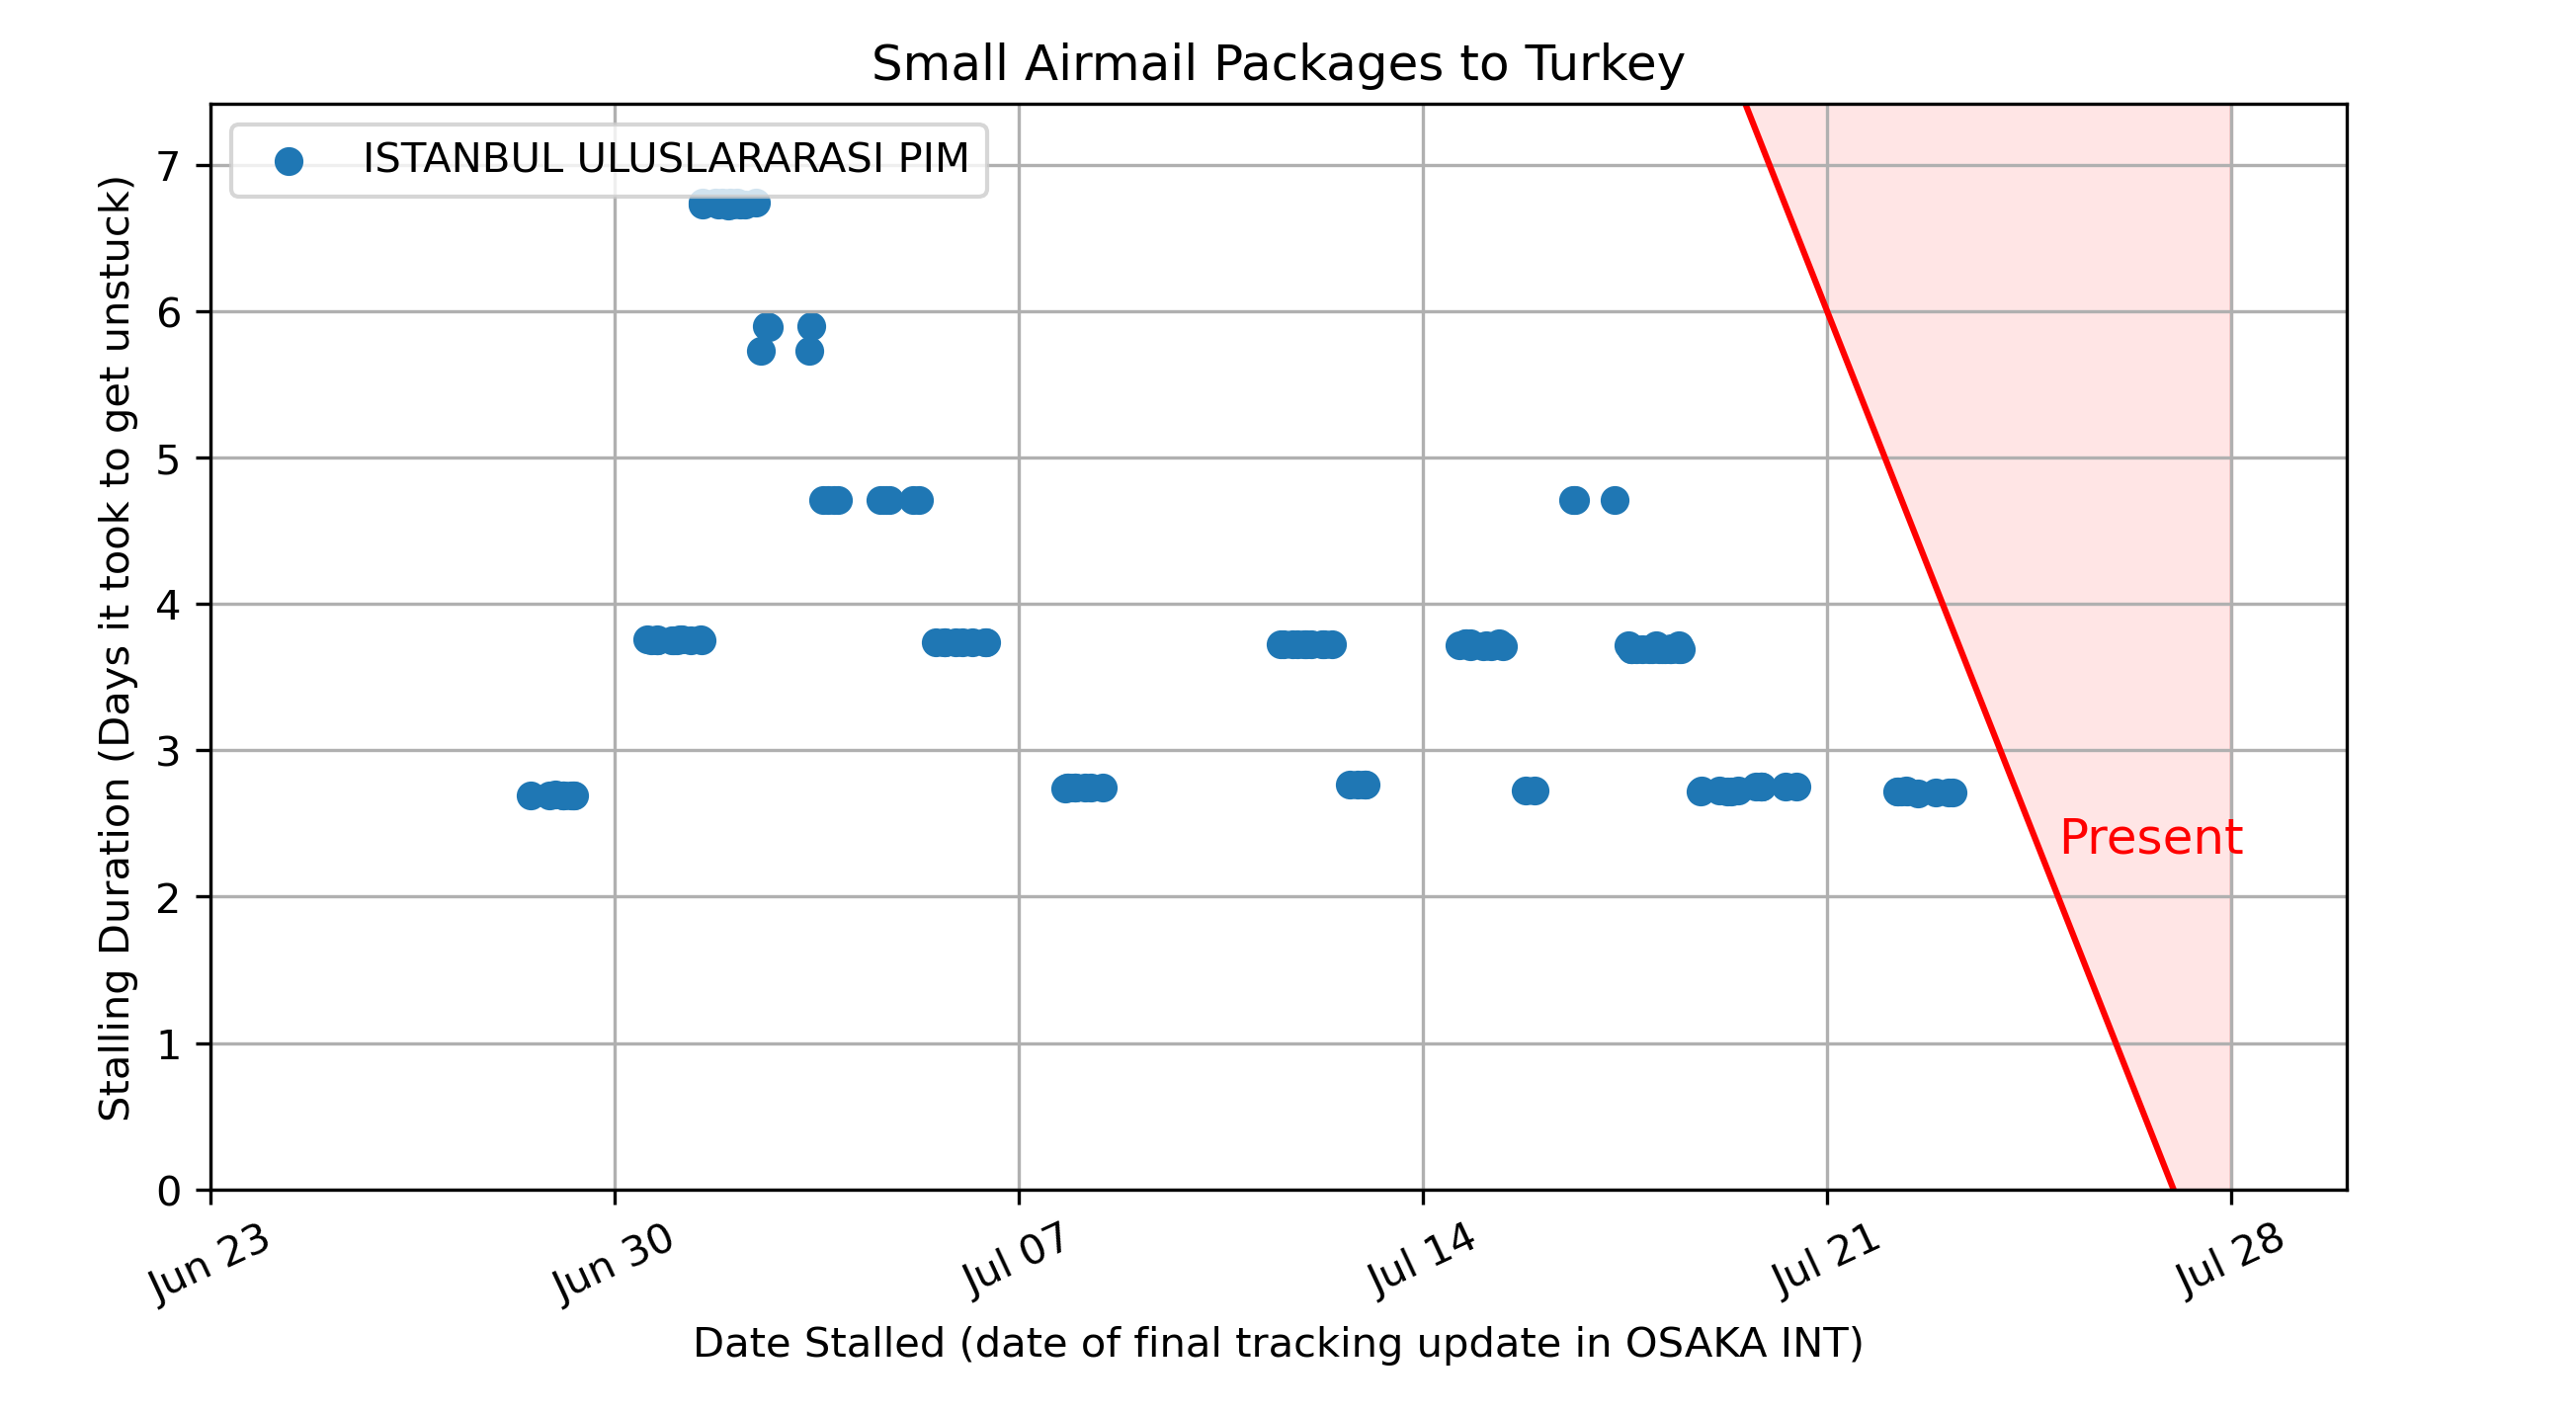 Small Airmail Packages to Turkey
ISTANBUL ULUSLARARASI PIM
Stalling Duration (Days it took to get unstuck)
7
6
5
4
3
2
1
0
Present
Jun 23
Jun 30
Jul 07
Jul 14
Jul 21
Jul 28
Date Stalled (date of final tracking update in OSAKA INT)